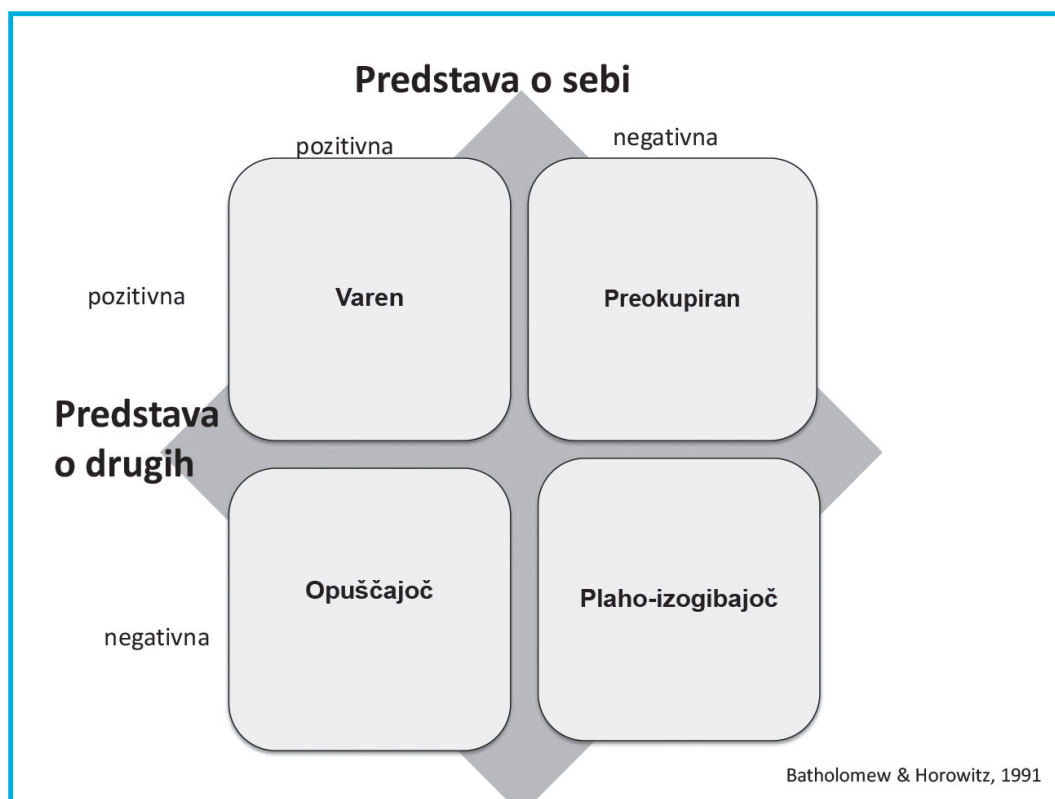 Predstava o sebi
pozitivna
negativna
pozitivna
Varen
Preokupiran
Predstava
o drugih
Opuščajoč
Plaho-izogibajoč
negativna
Batholomew & Horowitz, 1991